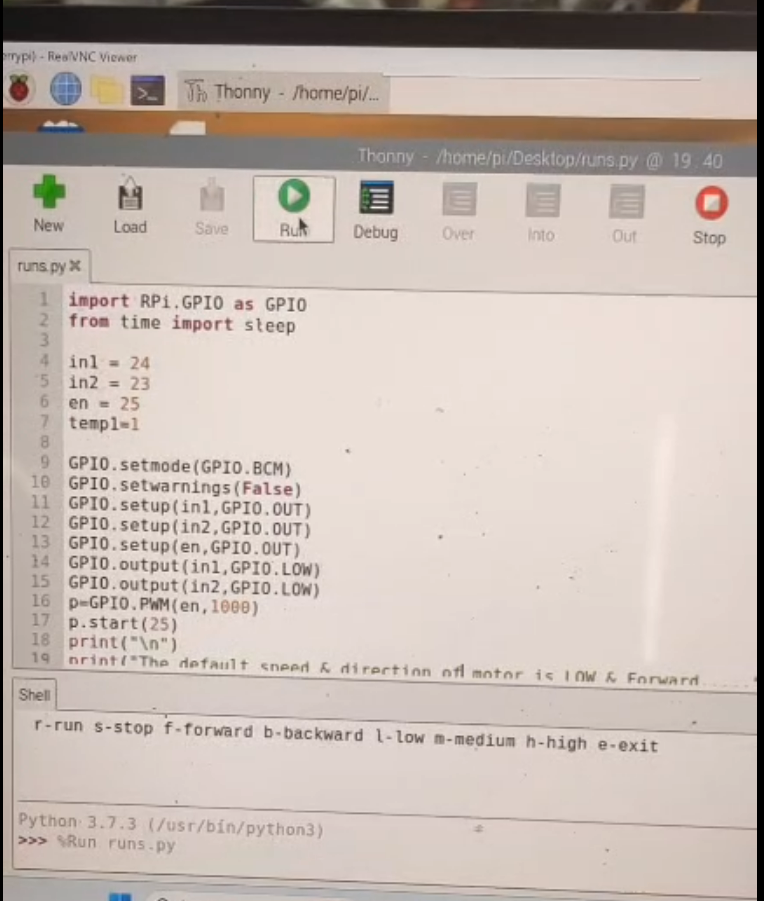 rrypi) - RealVNC Viewer
Thonny - /home/pi/...
Thonny - /home/pi/Desktop/runs.py @ 19 : 40
New Load Save Run Debug Over Into Out Stop
runs.py ✕
1 import RPi.GPIO as GPIO
2 from time import sleep
3
4 in1 = 24
5 in2 = 23
6 en = 25
7 temp1=1
8
9 GPIO.setmode(GPIO.BCM)
10 GPIO.setwarnings(False)
11 GPIO.setup(in1,GPIO.OUT)
12 GPIO.setup(in2,GPIO.OUT)
13 GPIO.setup(en,GPIO.OUT)
14 GPIO.output(in1,GPIO.LOW)
15 GPIO.output(in2,GPIO.LOW)
16 p=GPIO.PWM(en,1000)
17 p.start(25)
18 print("\n")
19 print("The default speed & direction of motor is LOW & Forward....."
Shell
r-run s-stop f-forward b-backward l-low m-medium h-high e-exit
Python 3.7.3 (/usr/bin/python3)
>>> %Run runs.py